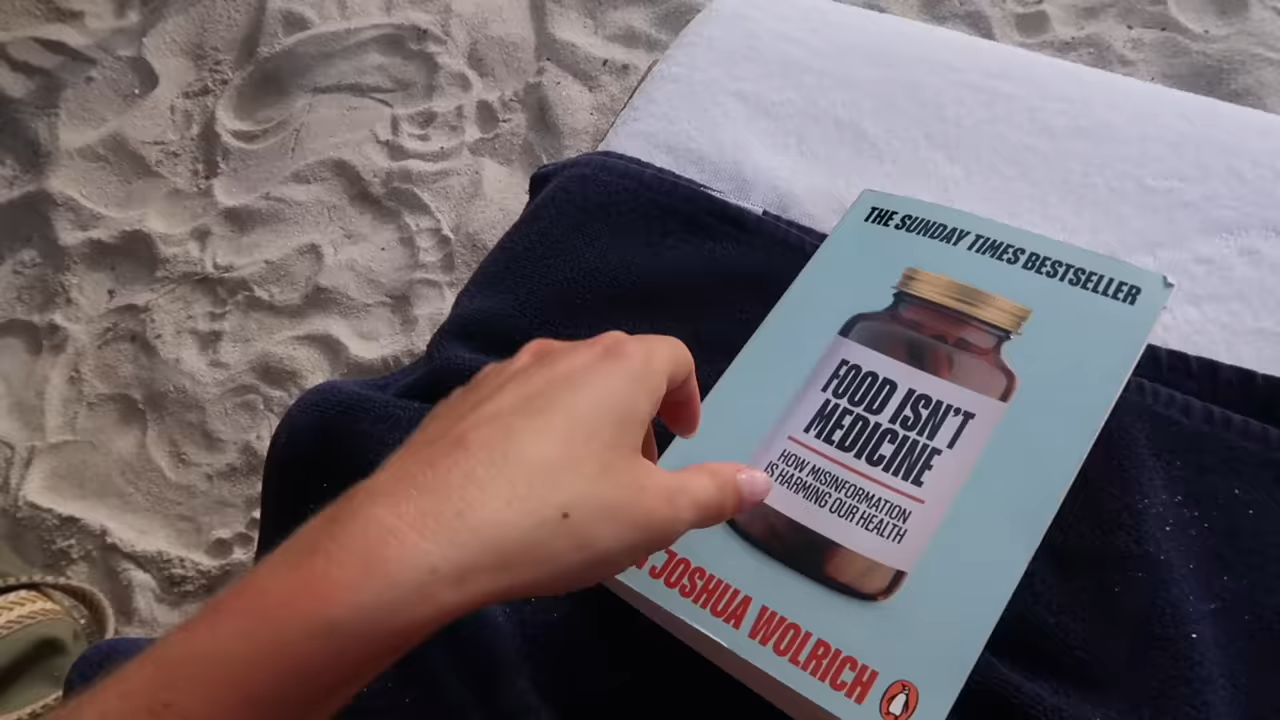 THE SUNDAY TIMES BESTSELLER
FOOD ISN'T
MEDICINE
HOW MISINFORMATION
IS HARMING OUR HEALTH
JOSHUA WOLRICH